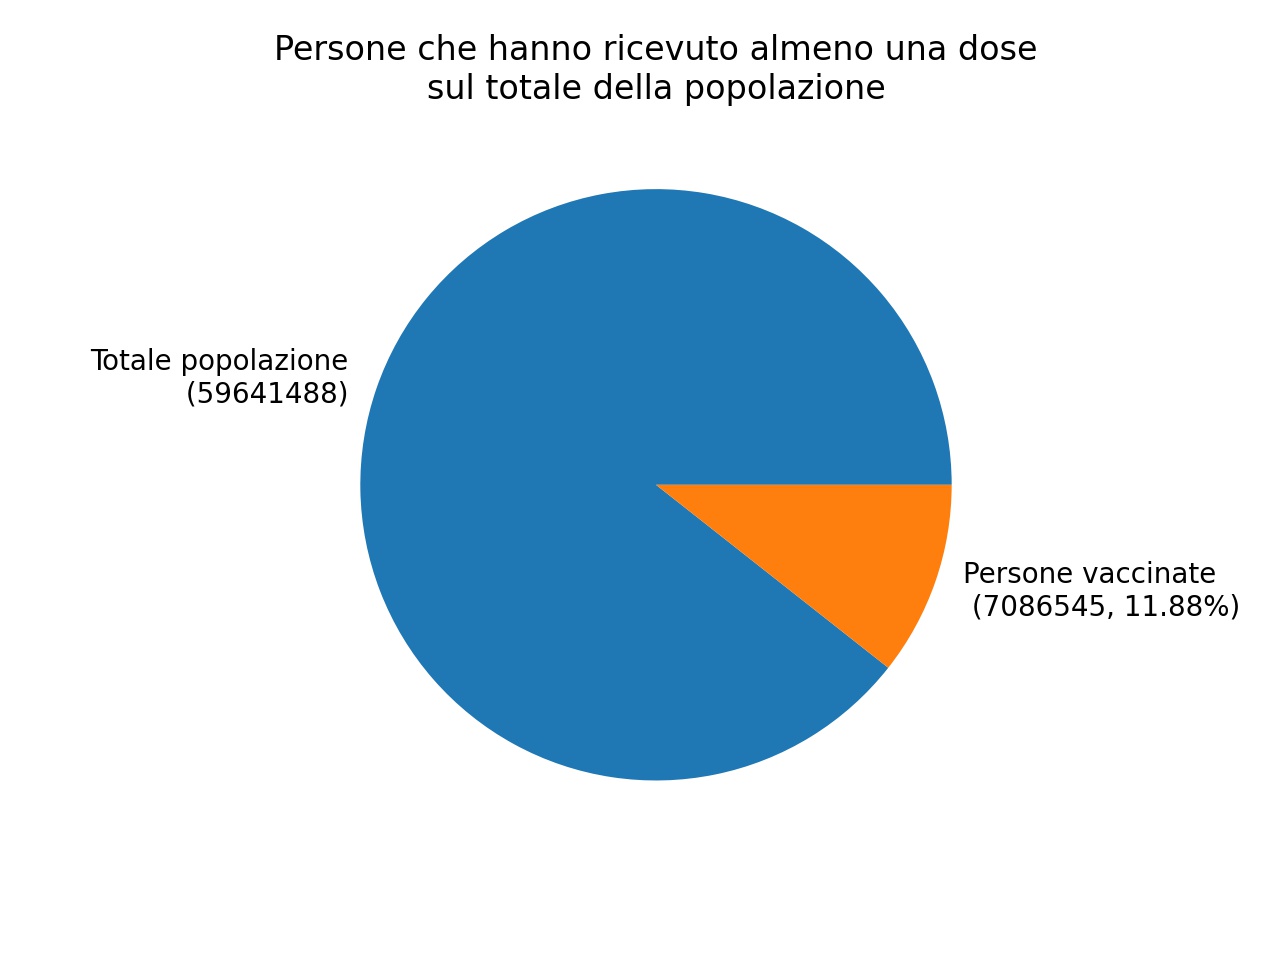 Persone che hanno ricevuto almeno una dose
sul totale della popolazione
Totale popolazione
(59641488)
Persone vaccinate
(7086545, 11.88%)